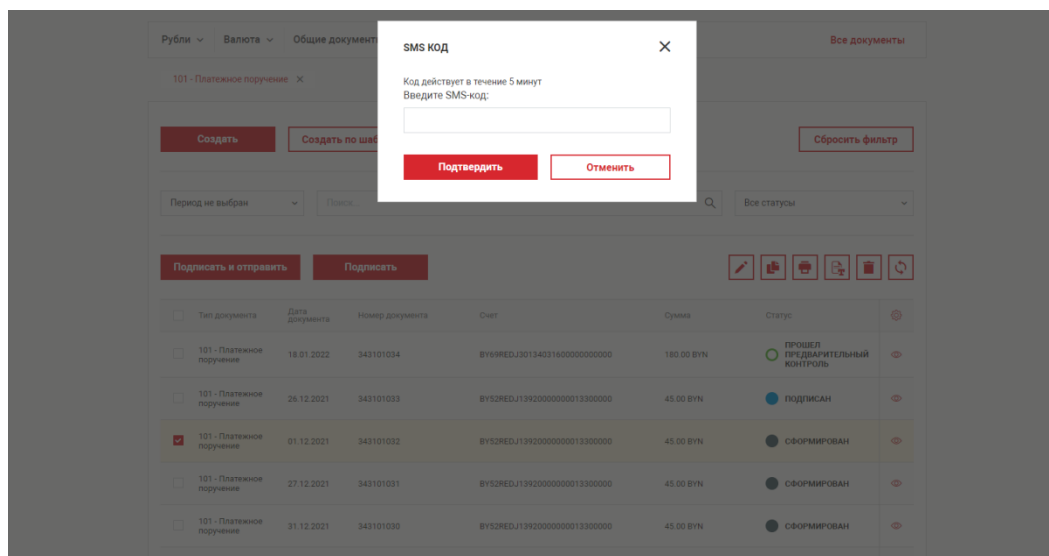 Рубли Валюта Общие документ Все документы
SMS КОД
101 - Платежное поручение
Код действует в течение 5 минут
Введите SMS-код:
Создать Создать по шаб Сбросить фильтр
Подтвердить Отменить
Период не выбран Поиск... Все статусы
Подписать и отправить Подписать
Тип документа Дата документа Номер документа Счет Сумма Статус
101 - Платежное поручение 18.01.2022 343101034 BY69REDJ30134031600000000000 180.00 BYN ПРОШЕЛ ПРЕДВАРИТЕЛЬНЫЙ КОНТРОЛЬ
101 - Платежное поручение 26.12.2021 343101033 BY52REDJ13920000000013300000 45.00 BYN ПОДПИСАН
101 - Платежное поручение 01.12.2021 343101032 BY52REDJ13920000000013300000 45.00 BYN СФОРМИРОВАН
101 - Платежное поручение 27.12.2021 343101031 BY52REDJ13920000000013300000 45.00 BYN СФОРМИРОВАН
101 - Платежное поручение 31.12.2021 343101030 BY52REDJ13920000000013300000 45.00 BYN СФОРМИРОВАН